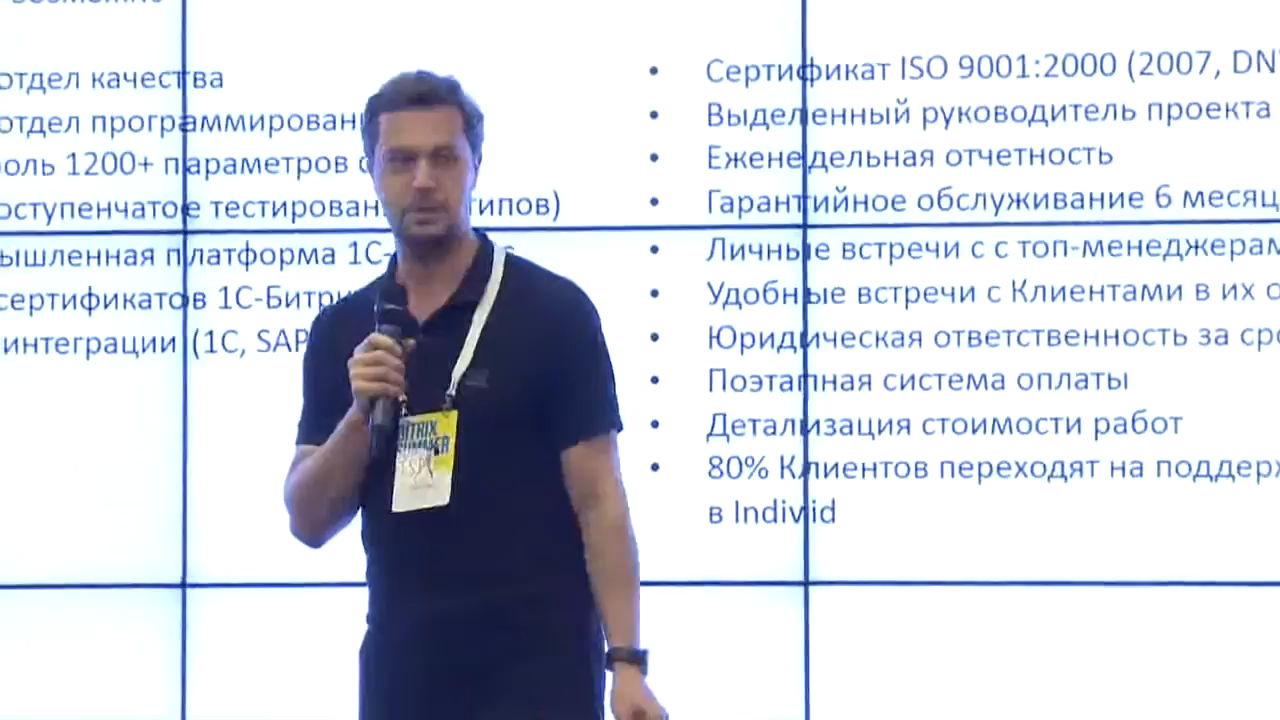 отдел качества
отдел программирован
оль 1200+ параметров
оступенчатое тестирован типов)
ышленная платформа 1С-
сертификатов 1С-Битри
интеграции (1С, SAP
Сертификат ISO 9001:2000 (2007, DN
Выделенный руководитель проекта
Еженедельная отчетность
Гарантийное обслуживание 6 месяц
Личные встречи с с топ-менеджерам
Удобные встречи с Клиентами в их о
Юридическая ответственность за сро
Поэтапная система оплаты
Детализация стоимости работ
80% Клиентов переходят на поддерж
в Individ
BITRIX
SUMMER